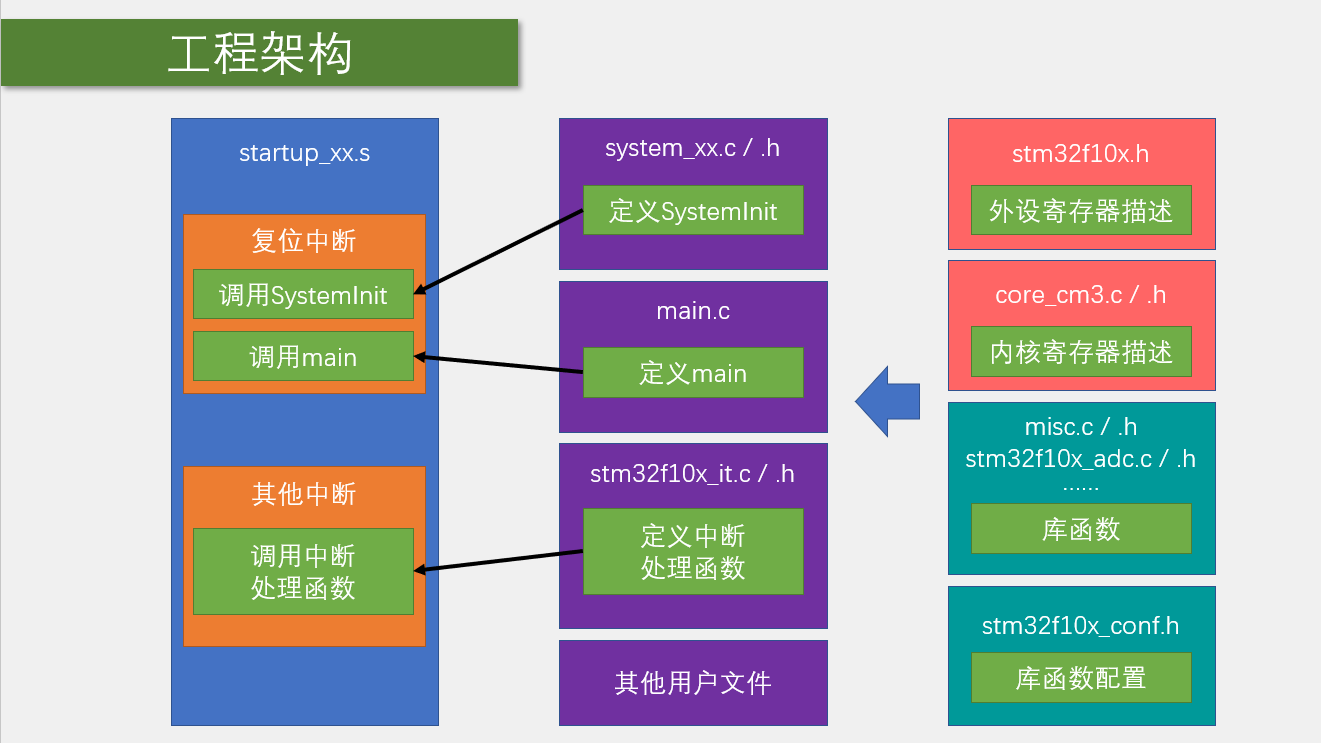 工程架构
startup_xx.s
复位中断
调用SystemInit
调用main
其他中断
调用中断
处理函数
system_xx.c / .h
定义SystemInit
main.c
定义main
stm32f10x_it.c / .h
定义中断
处理函数
其他用户文件
stm32f10x.h
外设寄存器描述
core_cm3.c / .h
内核寄存器描述
misc.c / .h
stm32f10x_adc.c / .h
……
库函数
stm32f10x_conf.h
库函数配置